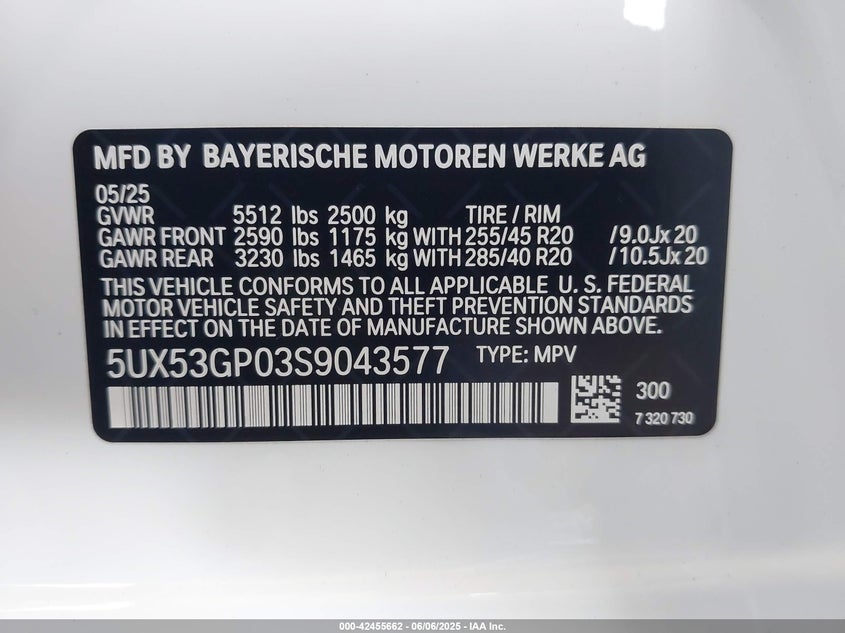 MFD BY BAYERISCHE MOTOREN WERKE AG
05/25
GVWR 5512 lbs 2500 kg TIRE / RIM
GAWR FRONT 2590 lbs 1175 kg WITH 255/45 R20 /9.0Jx20
GAWR REAR 3230 lbs 1465 kg WITH 285/40 R20 /10.5Jx20
THIS VEHICLE CONFORMS TO ALL APPLICABLE U. S. FEDERAL
MOTOR VEHICLE SAFETY AND THEFT PREVENTION STANDARDS
IN EFFECT ON THE DATE OF MANUFACTURE SHOWN ABOVE.
5UX53GP03S9043577 TYPE: MPV
300
7 320 730
000-42455662 - 06/06/2025 - IAA Inc.